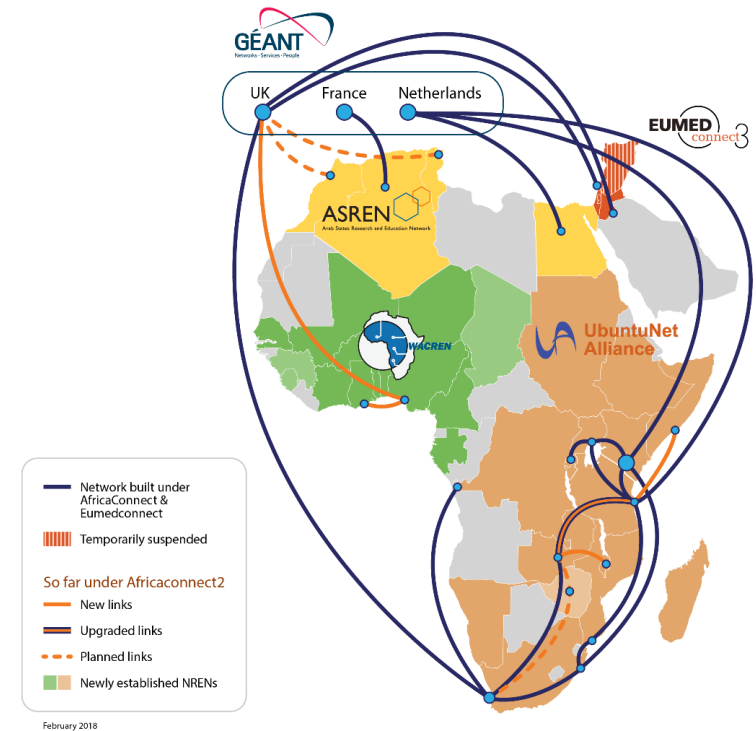 GÉANT
Networks • Services • People
UK
France
Netherlands
EUMED
connect3
ASREN
Arab States Research and Education Network
WACREN
UbuntuNet
Alliance
Network built under
AfricaConnect &
Eumedconnect
Temporarily suspended
So far under Africaconnect2
New links
Upgraded links
Planned links
Newly established NRENs
February 2018